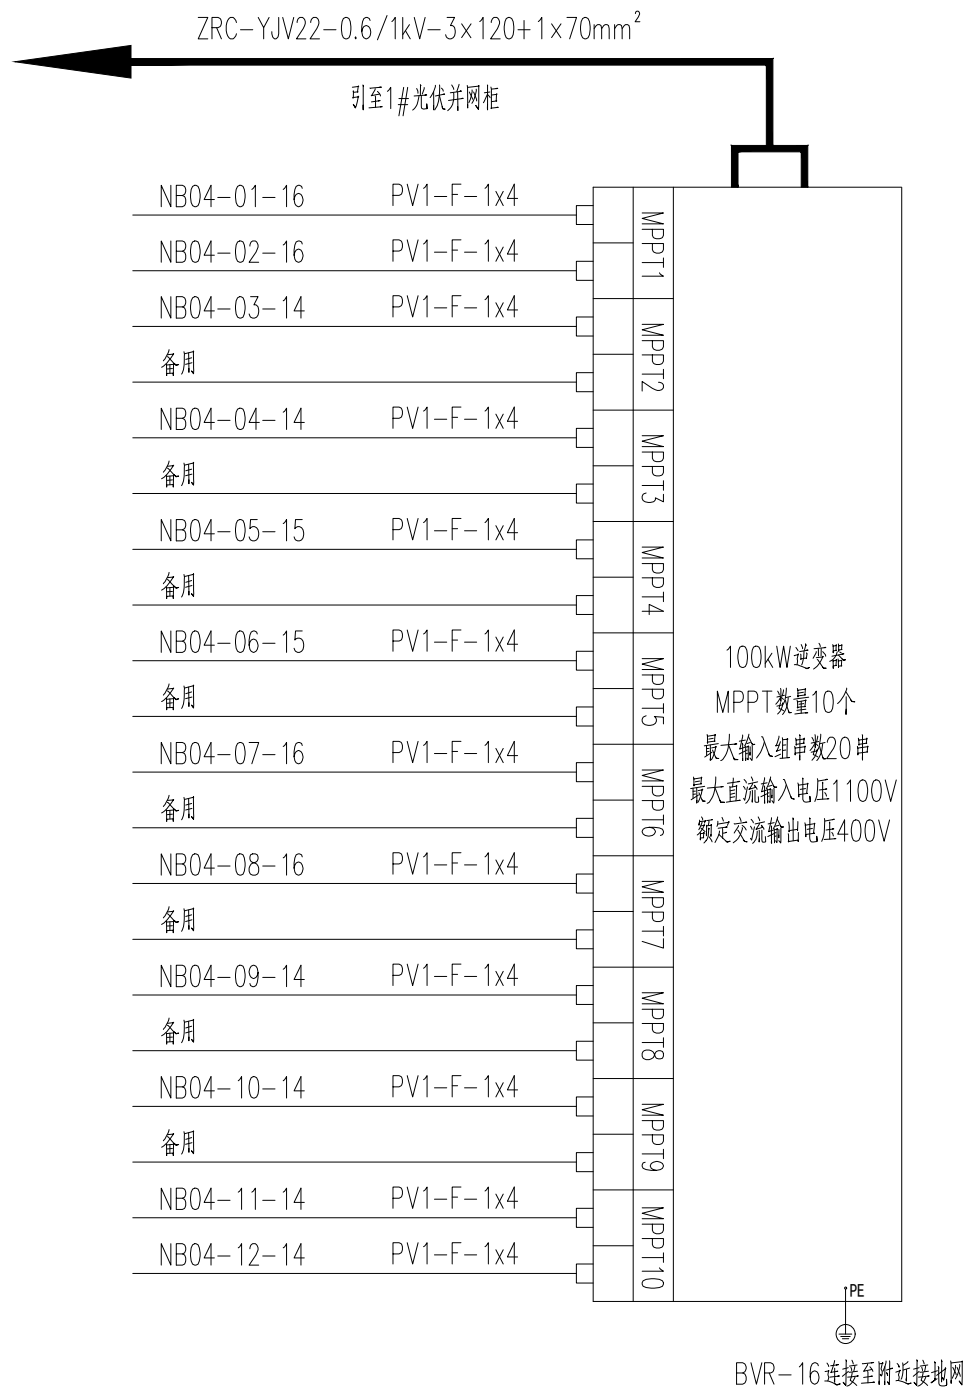 ZRC-YJV22-0.6/1kV-3×120+1×70mm²
引至1#光伏并网柜
NB04-01-16 PV1-F-1x4
MPPT1
NB04-02-16 PV1-F-1x4
NB04-03-14 PV1-F-1x4
MPPT2
备用
NB04-04-14 PV1-F-1x4
MPPT3
备用
NB04-05-15 PV1-F-1x4
MPPT4
备用
NB04-06-15 PV1-F-1x4
MPPT5
备用
NB04-07-16 PV1-F-1x4
MPPT6
备用
NB04-08-16 PV1-F-1x4
MPPT7
备用
NB04-09-14 PV1-F-1x4
MPPT8
备用
NB04-10-14 PV1-F-1x4
MPPT9
备用
NB04-11-14 PV1-F-1x4
MPPT10
NB04-12-14 PV1-F-1x4
100kW逆变器
MPPT数量10个
最大输入组串数20串
最大直流输入电压1100V
额定交流输出电压400V
PE
BVR-16连接至附近接地网